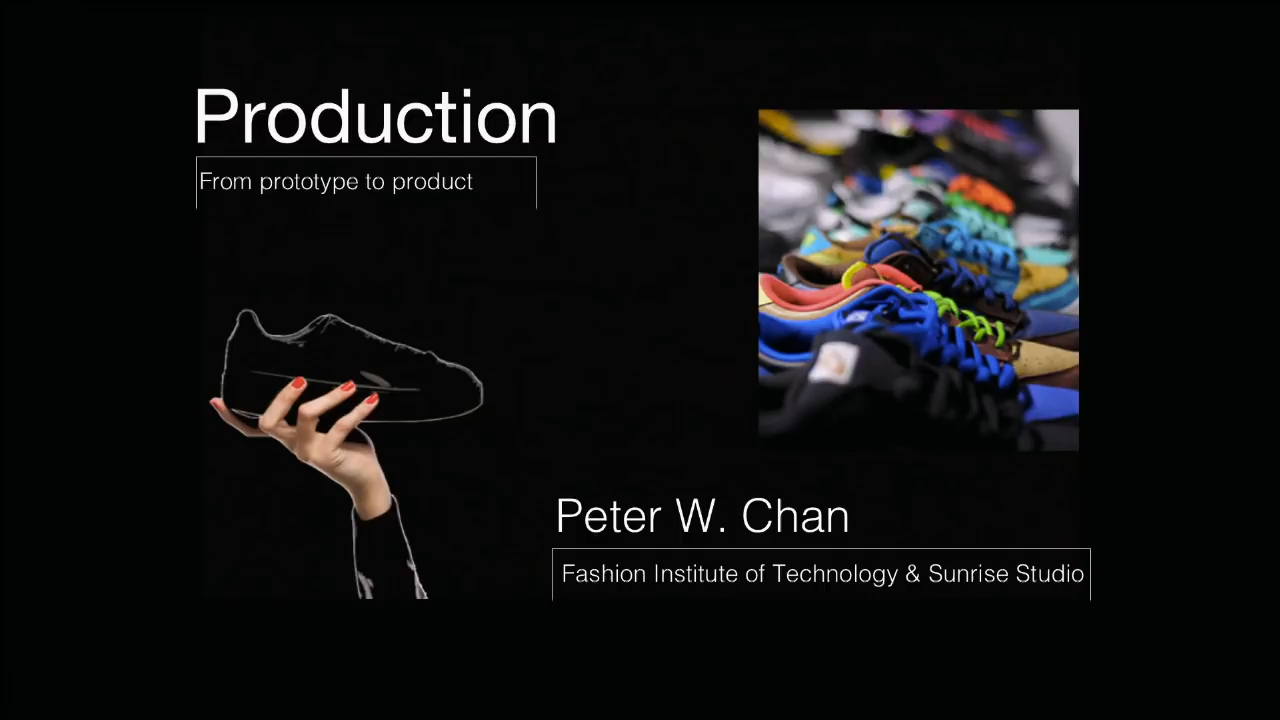 Production
From prototype to product
Peter W. Chan
Fashion Institute of Technology & Sunrise Studio